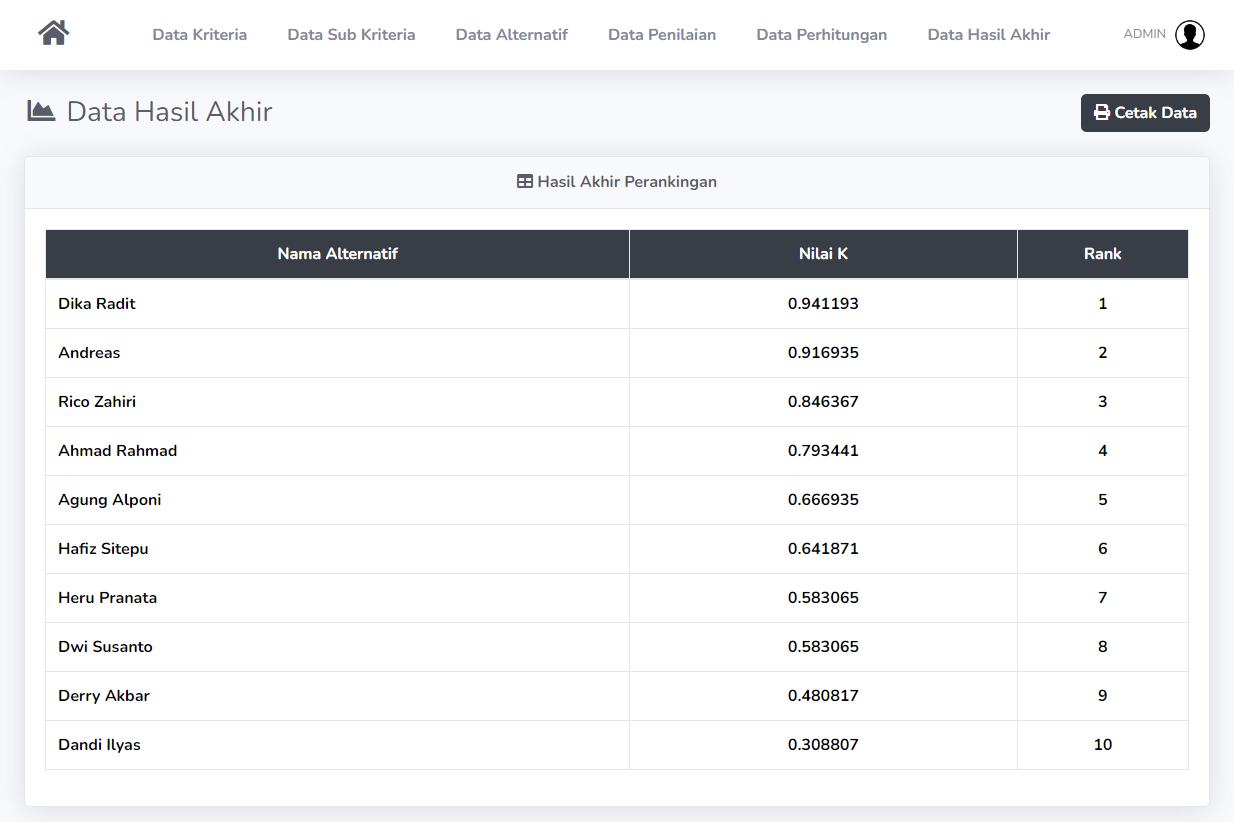 Data Kriteria Data Sub Kriteria Data Alternatif Data Penilaian Data Perhitungan Data Hasil Akhir ADMIN
Data Hasil Akhir
Cetak Data
Hasil Akhir Perankingan
Nama Alternatif Nilai K Rank
Dika Radit 0.941193 1
Andreas 0.916935 2
Rico Zahiri 0.846367 3
Ahmad Rahmad 0.793441 4
Agung Alponi 0.666935 5
Hafiz Sitepu 0.641871 6
Heru Pranata 0.583065 7
Dwi Susanto 0.583065 8
Derry Akbar 0.480817 9
Dandi Ilyas 0.308807 10